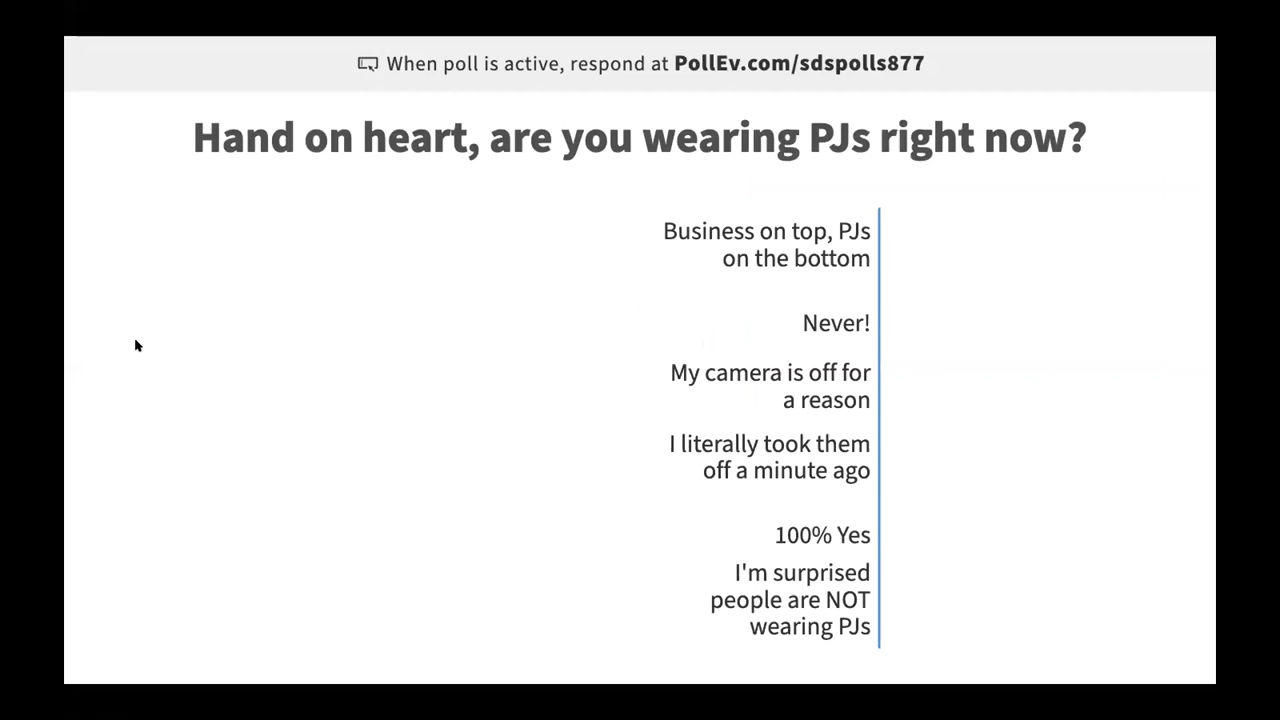 When poll is active, respond at PollEv.com/sdspolls877
Hand on heart, are you wearing PJs right now?
Business on top, PJs
on the bottom
Never!
My camera is off for
a reason
I literally took them
off a minute ago
100% Yes
I'm surprised
people are NOT
wearing PJs